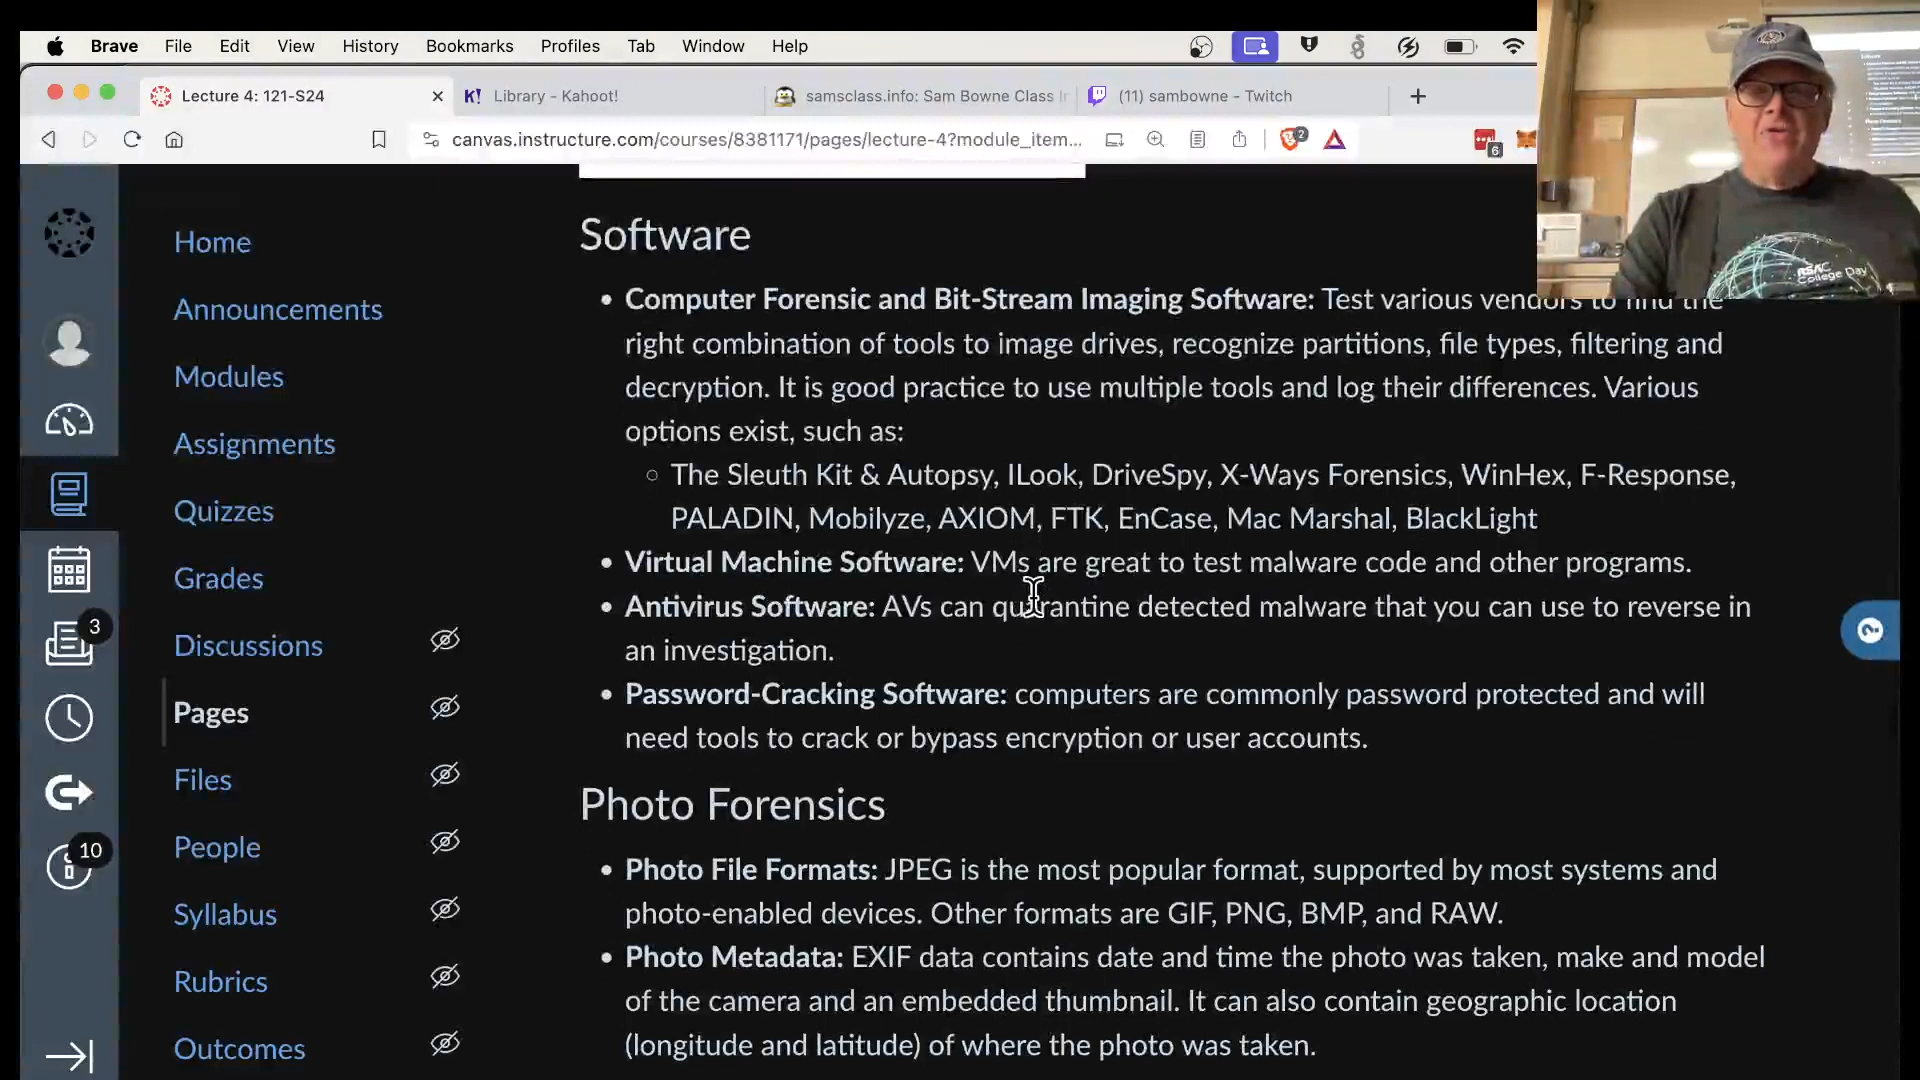 Brave File Edit View History Bookmarks Profiles Tab Window Help
Lecture 4: 121-S24
Library - Kahoot!
samsclass.info: Sam Bowne Class
(11) sambowne - Twitch
canvas.instructure.com/courses/8381171/pages/lecture-4?module_item...
2
6
Home
Announcements
Modules
Assignments
Quizzes
Grades
Discussions
Pages
Files
People
Syllabus
Rubrics
Outcomes
3
10
Software
Computer Forensic and Bit-Stream Imaging Software: Test various vendors to find the
right combination of tools to image drives, recognize partitions, file types, filtering and
decryption. It is good practice to use multiple tools and log their differences. Various
options exist, such as:
The Sleuth Kit & Autopsy, ILook, DriveSpy, X-Ways Forensics, WinHex, F-Response,
PALADIN, Mobilyze, AXIOM, FTK, EnCase, Mac Marshal, BlackLight
Virtual Machine Software: VMs are great to test malware code and other programs.
Antivirus Software: AVs can quarantine detected malware that you can use to reverse in
an investigation.
Password-Cracking Software: computers are commonly password protected and will
need tools to crack or bypass encryption or user accounts.
Photo Forensics
Photo File Formats: JPEG is the most popular format, supported by most systems and
photo-enabled devices. Other formats are GIF, PNG, BMP, and RAW.
Photo Metadata: EXIF data contains date and time the photo was taken, make and model
of the camera and an embedded thumbnail. It can also contain geographic location
(longitude and latitude) of where the photo was taken.
RSAC
College Day